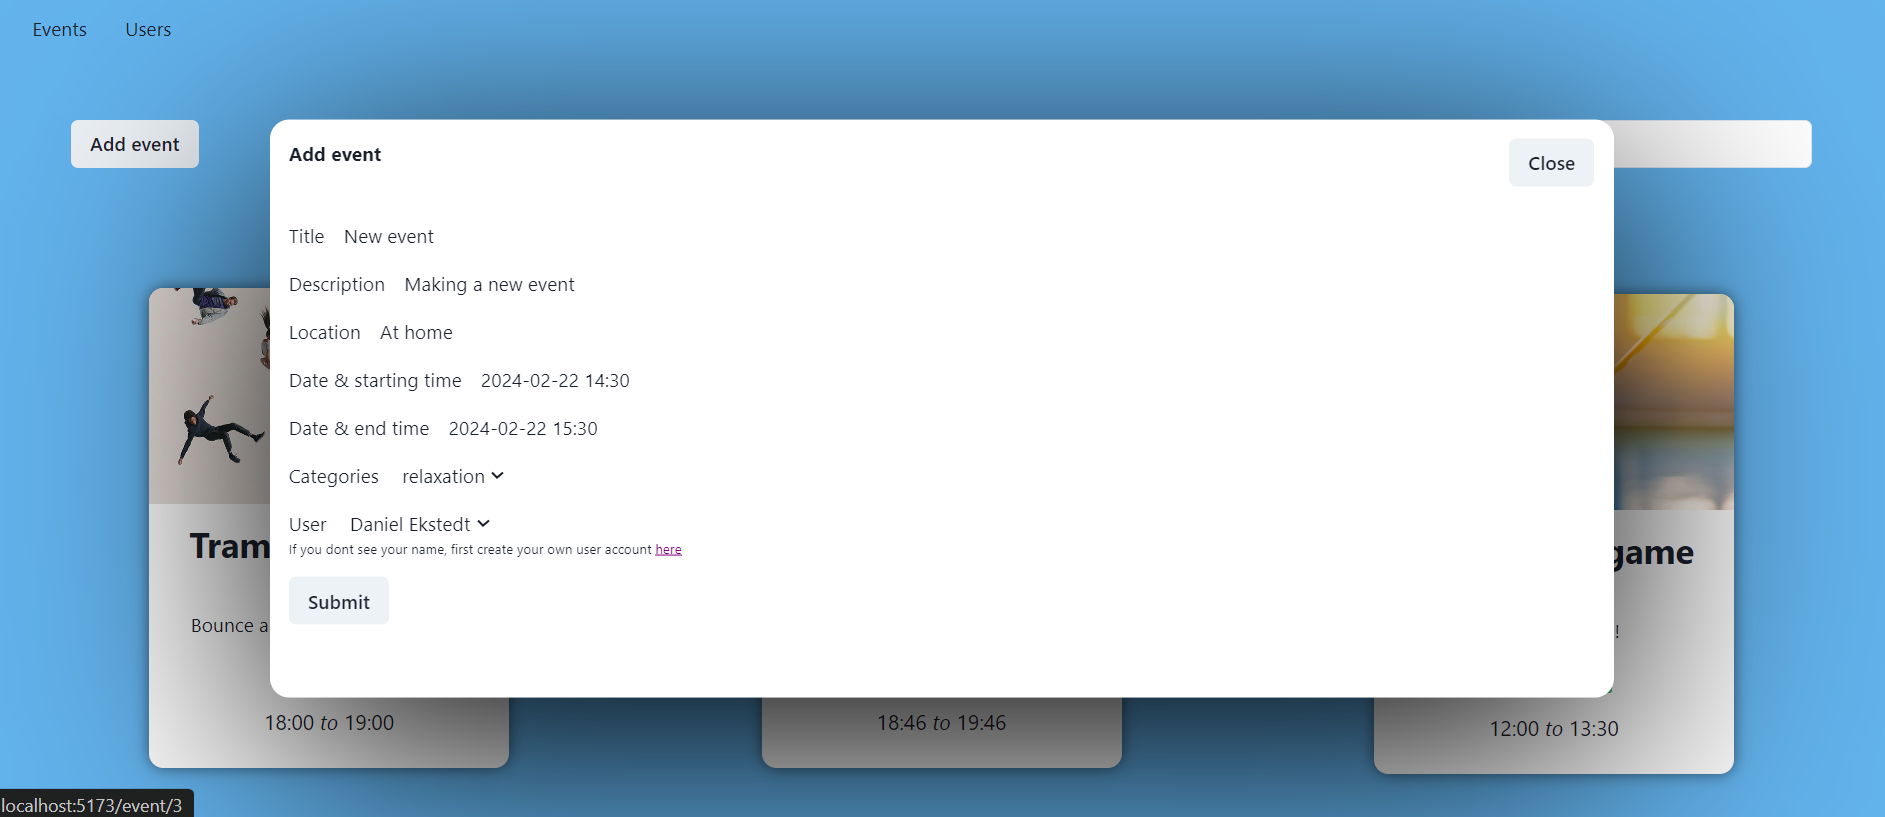 Events Users
Add event
Add event
Close
Title New event
Description Making a new event
Location At home
Date & starting time 2024-02-22 14:30
Date & end time 2024-02-22 15:30
Categories relaxation
User Daniel Ekstedt
If you dont see your name, first create your own user account here
Submit
Tram
Bounce a
18:00 to 19:00
18:46 to 19:46
game
!
12:00 to 13:30
localhost:5173/event/3